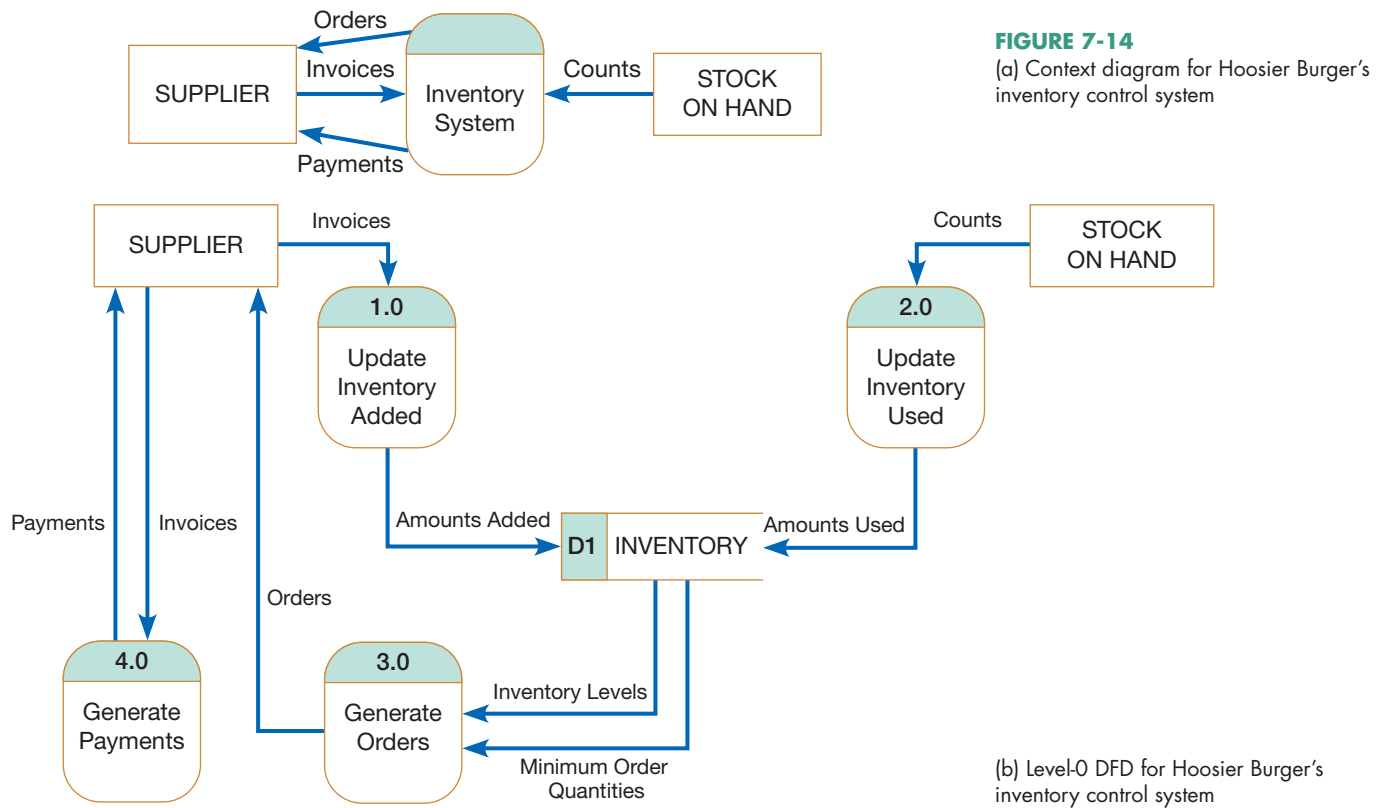 Orders
FIGURE 7-14
(a) Context diagram for Hoosier Burger's
inventory control system
SUPPLIER
Invoices
Inventory
System
Counts
STOCK
ON HAND
Payments
SUPPLIER
Invoices
Counts
STOCK
ON HAND
1.0
Update
Inventory
Added
2.0
Update
Inventory
Used
Payments
Invoices
Amounts Added
D1 INVENTORY
Amounts Used
Orders
4.0
Generate
Payments
3.0
Generate
Orders
Inventory Levels
Minimum Order
Quantities
(b) Level-0 DFD for Hoosier Burger's
inventory control system